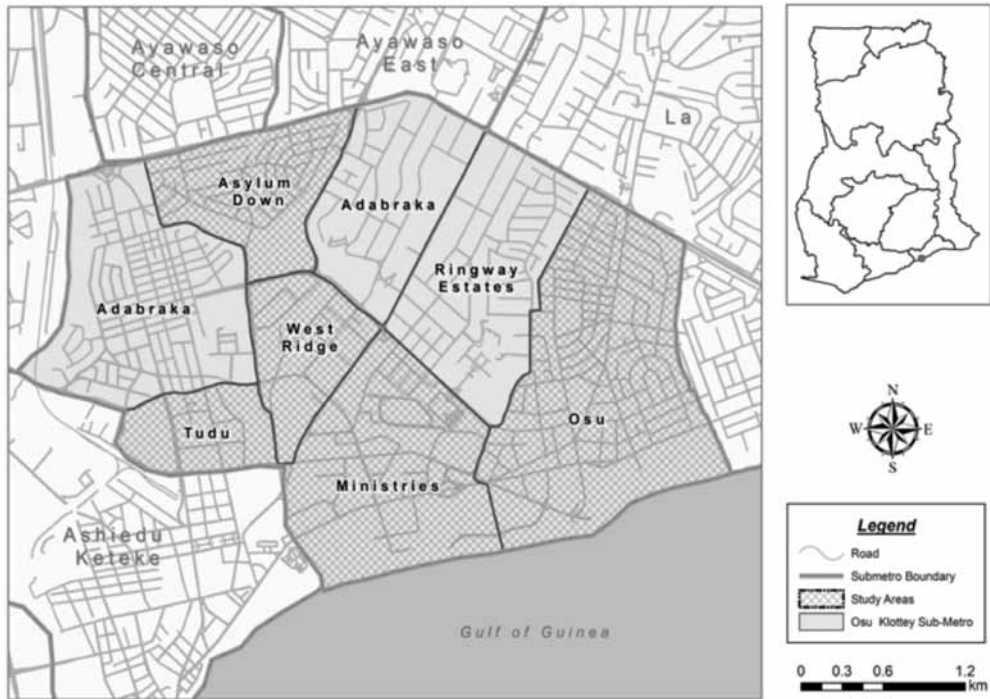 Ayawaso
Central
Ayawaso
East
La
Asylum
Down
Adabraka
Ringway
Estates
Adabraka
West
Ridge
Osu
Tudu
Ministries
Ashiedu
Keteke
Gulf of Guinea
N
W E
S
Legend
Road
Submetro Boundary
Study Areas
Osu Klottey Sub-Metro
0 0.3 0.6 1.2
km